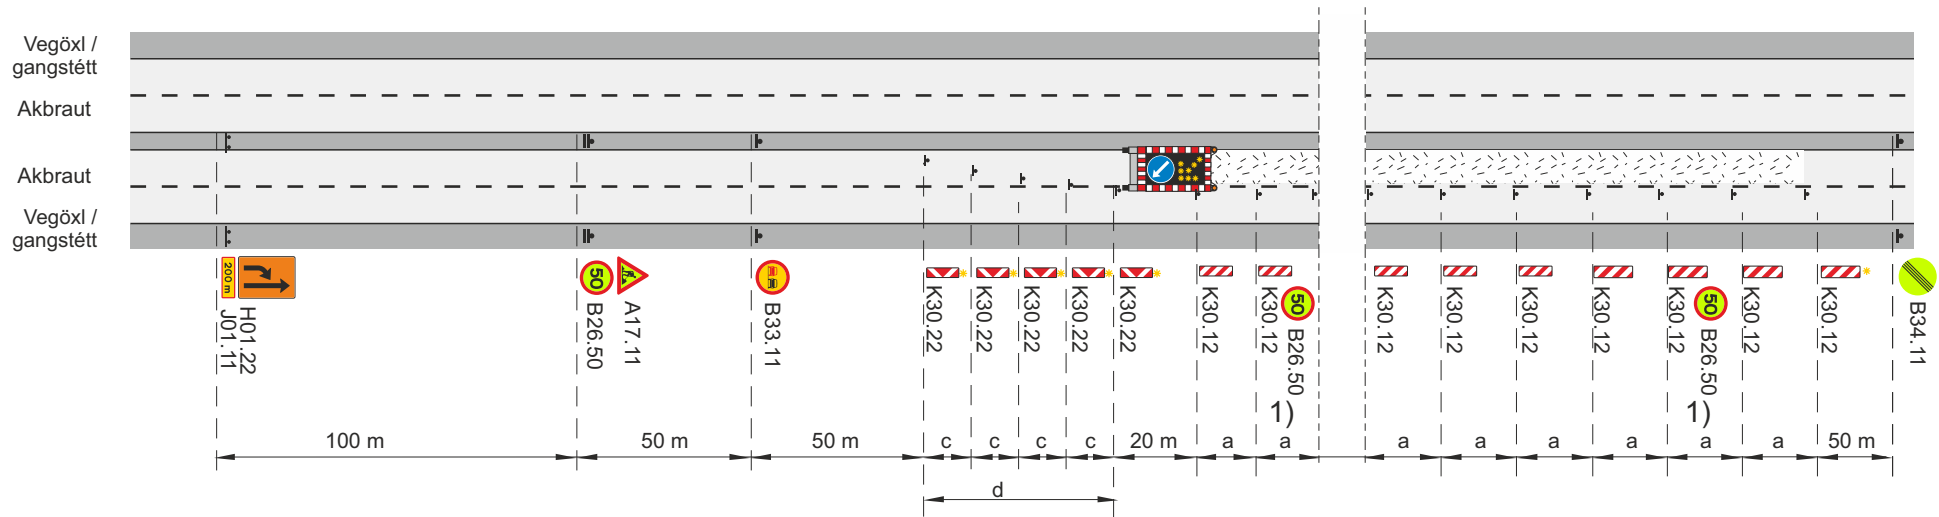 Vegöxl /
gangstétt
Akbraut
Akbraut
Vegöxl /
gangstétt
200 m
J01.11
H01.22
50
B26.50
A17.11
B33.11
K30.22
K30.22
K30.22
K30.22
K30.22
K30.12
K30.12
50
B26.50
1)
K30.12
K30.12
K30.12
K30.12
K30.12
50
B26.50
1)
K30.12
K30.12
B34.11
100 m
50 m
50 m
c
c
c
c
20 m
a
a
a
a
a
a
a
a
50 m
d